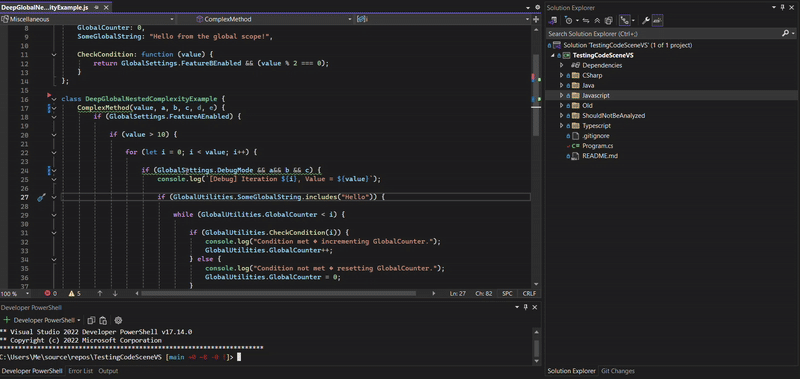 DeepGlobalNe...ityExample.js
Miscellaneous
ComplexMethod
8 GlobalCounter: 0,
9 SomeGlobalString: "Hello from the global scope!",
10
11 CheckCondition: function (value) {
12 return GlobalSettings.FeatureBEnabled && (value % 2 === 0);
13 }
14 };
15
16 class DeepGlobalNestedComplexityExample {
17 ComplexMethod(value, a, b, c, d, e) {
18 if (GlobalSettings.FeatureAEnabled) {
19
20 if (value > 10) {
21
22 for (let i = 0; i < value; i++) {
23
24 if (GlobalSettings.DebugMode && a&& b && c) {
25 console.log(`[Debug] Iteration ${i}, Value = ${value}`);
26
27 if (GlobalUtilities.SomeGlobalString.includes("Hello")) {
28
29 while (GlobalUtilities.GlobalCounter < i) {
30
31 if (GlobalUtilities.CheckCondition(i)) {
32 console.log("Condition met � incrementing GlobalCounter.");
33 GlobalUtilities.GlobalCounter++;
34 } else {
35 console.log("Condition not met � resetting GlobalCounter.");
36 GlobalUtilities.GlobalCounter = 0;
37 }
100 %
0
5
Ln: 27 Ch: 82 SPC CRLF
Developer PowerShell
Developer PowerShell
** Visual Studio 2022 Developer PowerShell v17.14.0
** Copyright (c) 2022 Microsoft Corporation
**********************************************************************
C:\Users\Me\source\repos\TestingCodeSceneVS [main
Developer PowerShell Error List Output
Solution Explorer
Search Solution Explorer (Ctrl+;)
Solution 'TestingCodeSceneVS' (1 of 1 project)
TestingCodeSceneVS
Dependencies
CSharp
Java
Javascript
Old
ShouldNotBeAnalyzed
Typescript
.gitignore
Program.cs
README.md
Solution Explorer Git Changes